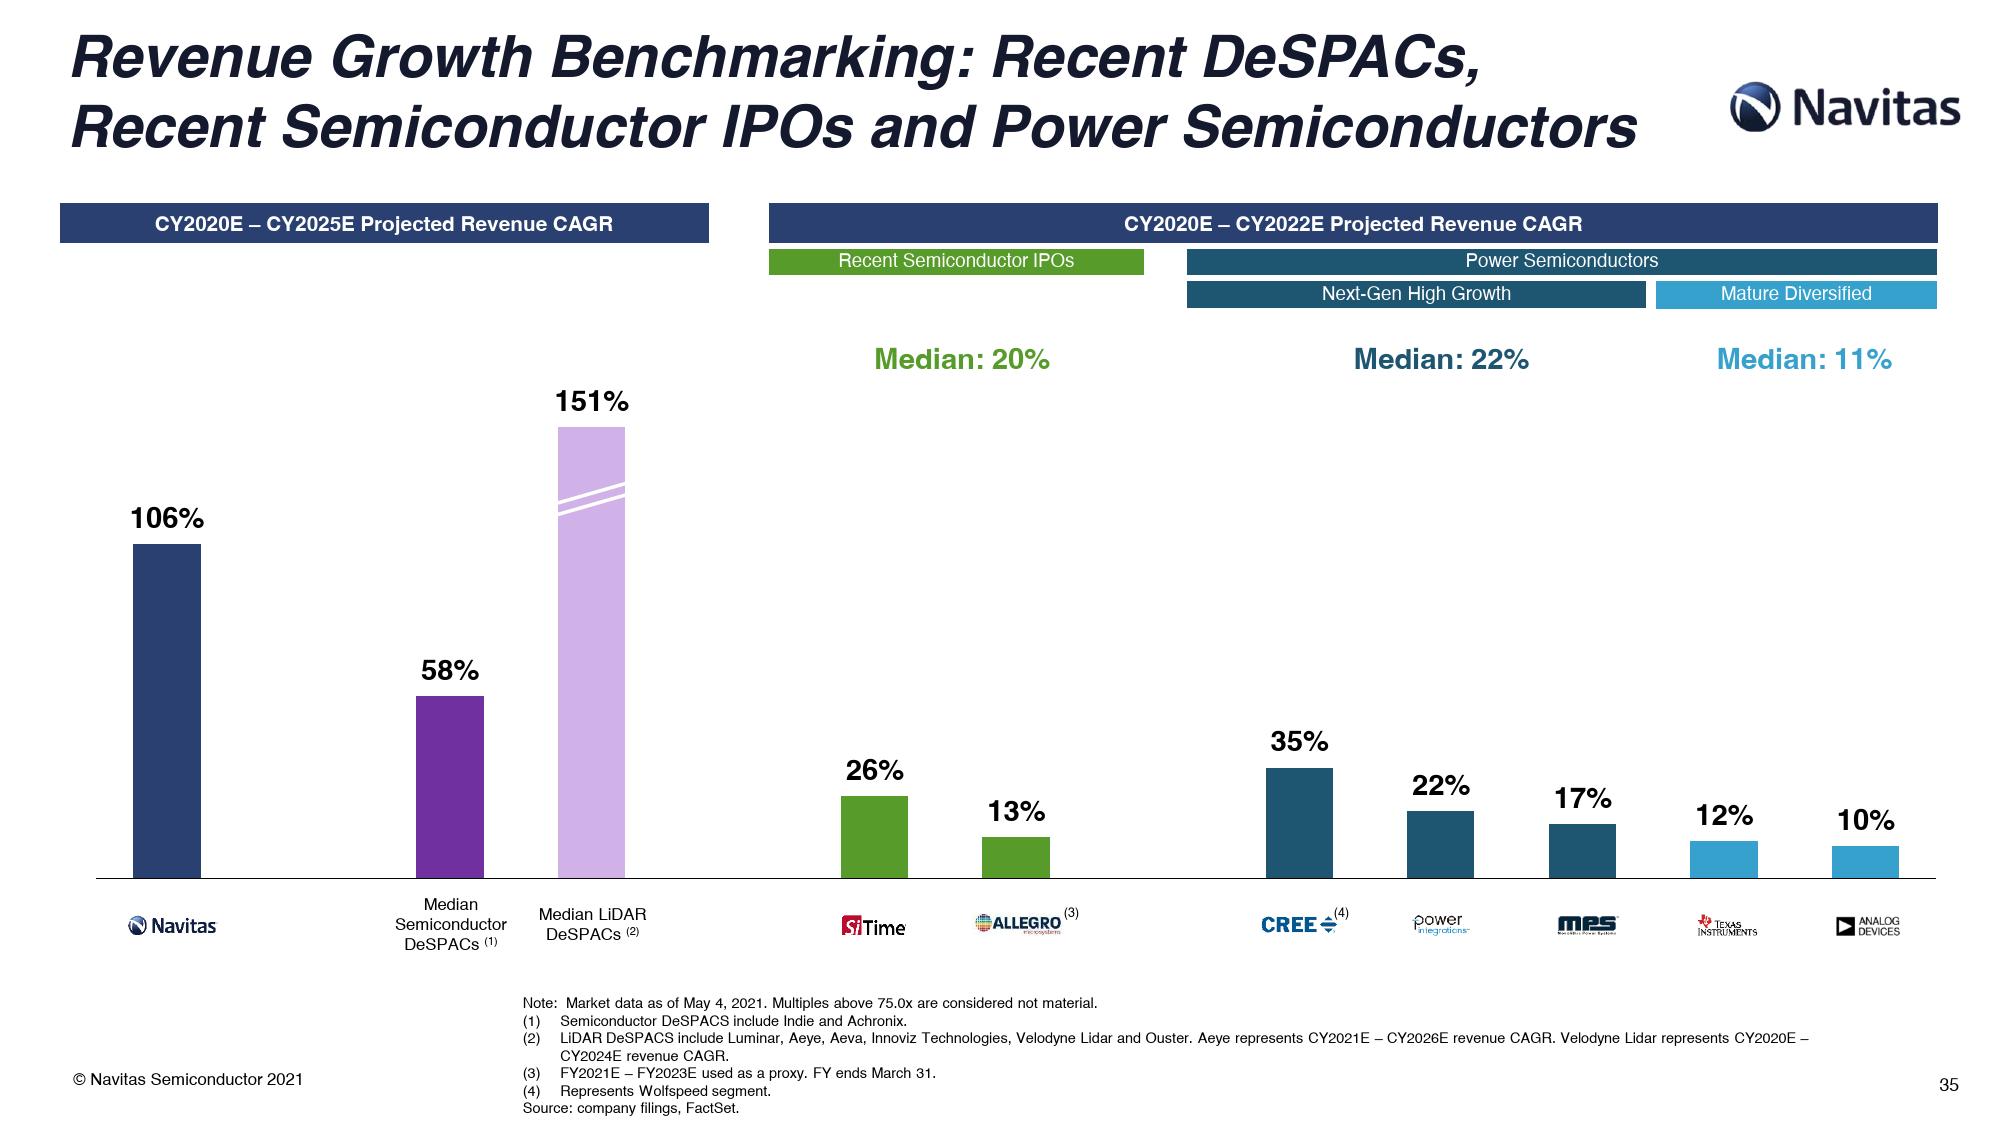 Revenue Growth Benchmarking: Recent DeSPACs,
Recent Semiconductor IPOs and Power Semiconductors
Navitas
CY2020E – CY2025E Projected Revenue CAGR
CY2020E – CY2022E Projected Revenue CAGR
Recent Semiconductor IPOs
Power Semiconductors
Next-Gen High Growth
Mature Diversified
Median: 20%
Median: 22%
Median: 11%
106%
58%
151%
26%
13%
35%
22%
17%
12%
10%
Navitas
Median
Semiconductor
DeSPACs (1)
Median LiDAR
DeSPACs (2)
SiTime
ALLEGRO (3)
microsystems
CREE (4)
power
integrations
MPS
Monolithic Power Systems
TEXAS
INSTRUMENTS
ANALOG
DEVICES
Note: Market data as of May 4, 2021. Multiples above 75.0x are considered not material.
(1) Semiconductor DeSPACS include Indie and Achronix.
(2) LiDAR DeSPACS include Luminar, Aeye, Aeva, Innoviz Technologies, Velodyne Lidar and Ouster. Aeye represents CY2021E – CY2026E revenue CAGR. Velodyne Lidar represents CY2020E –
CY2024E revenue CAGR.
(3) FY2021E – FY2023E used as a proxy. FY ends March 31.
(4) Represents Wolfspeed segment.
Source: company filings, FactSet.
© Navitas Semiconductor 2021
35